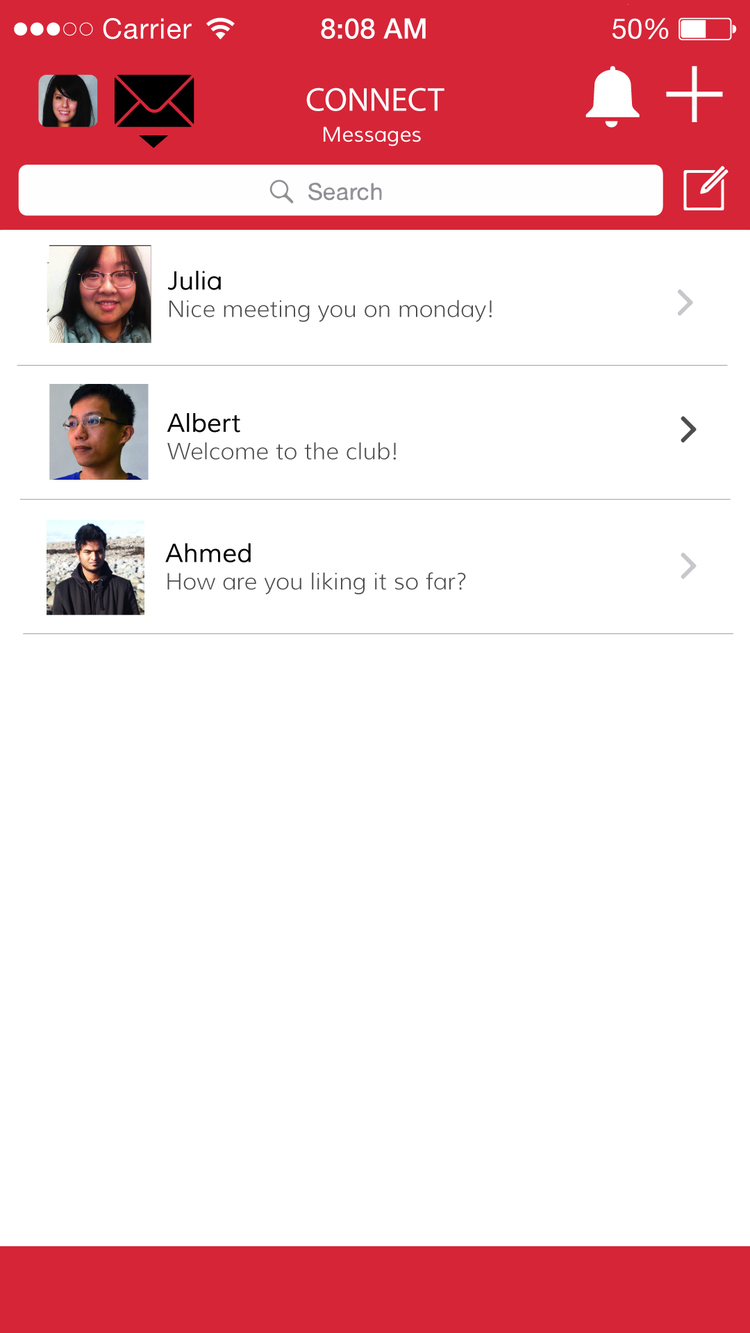 Carrier 8:08 AM 50%
CONNECT
Messages
Search
Julia
Nice meeting you on monday!
Albert
Welcome to the club!
Ahmed
How are you liking it so far?